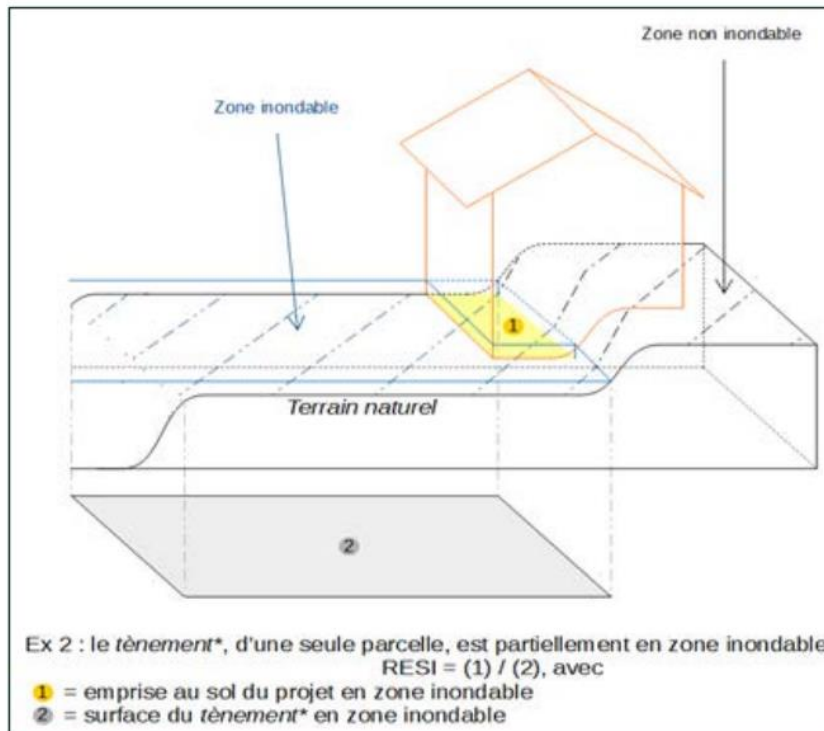 Zone non inondable
Zone inondable
1
Terrain naturel
2
Ex 2 : le tènement*, d'une seule parcelle, est partiellement en zone inondable
RESI = (1) / (2), avec
1 = emprise au sol du projet en zone inondable
2 = surface du tènement* en zone inondable